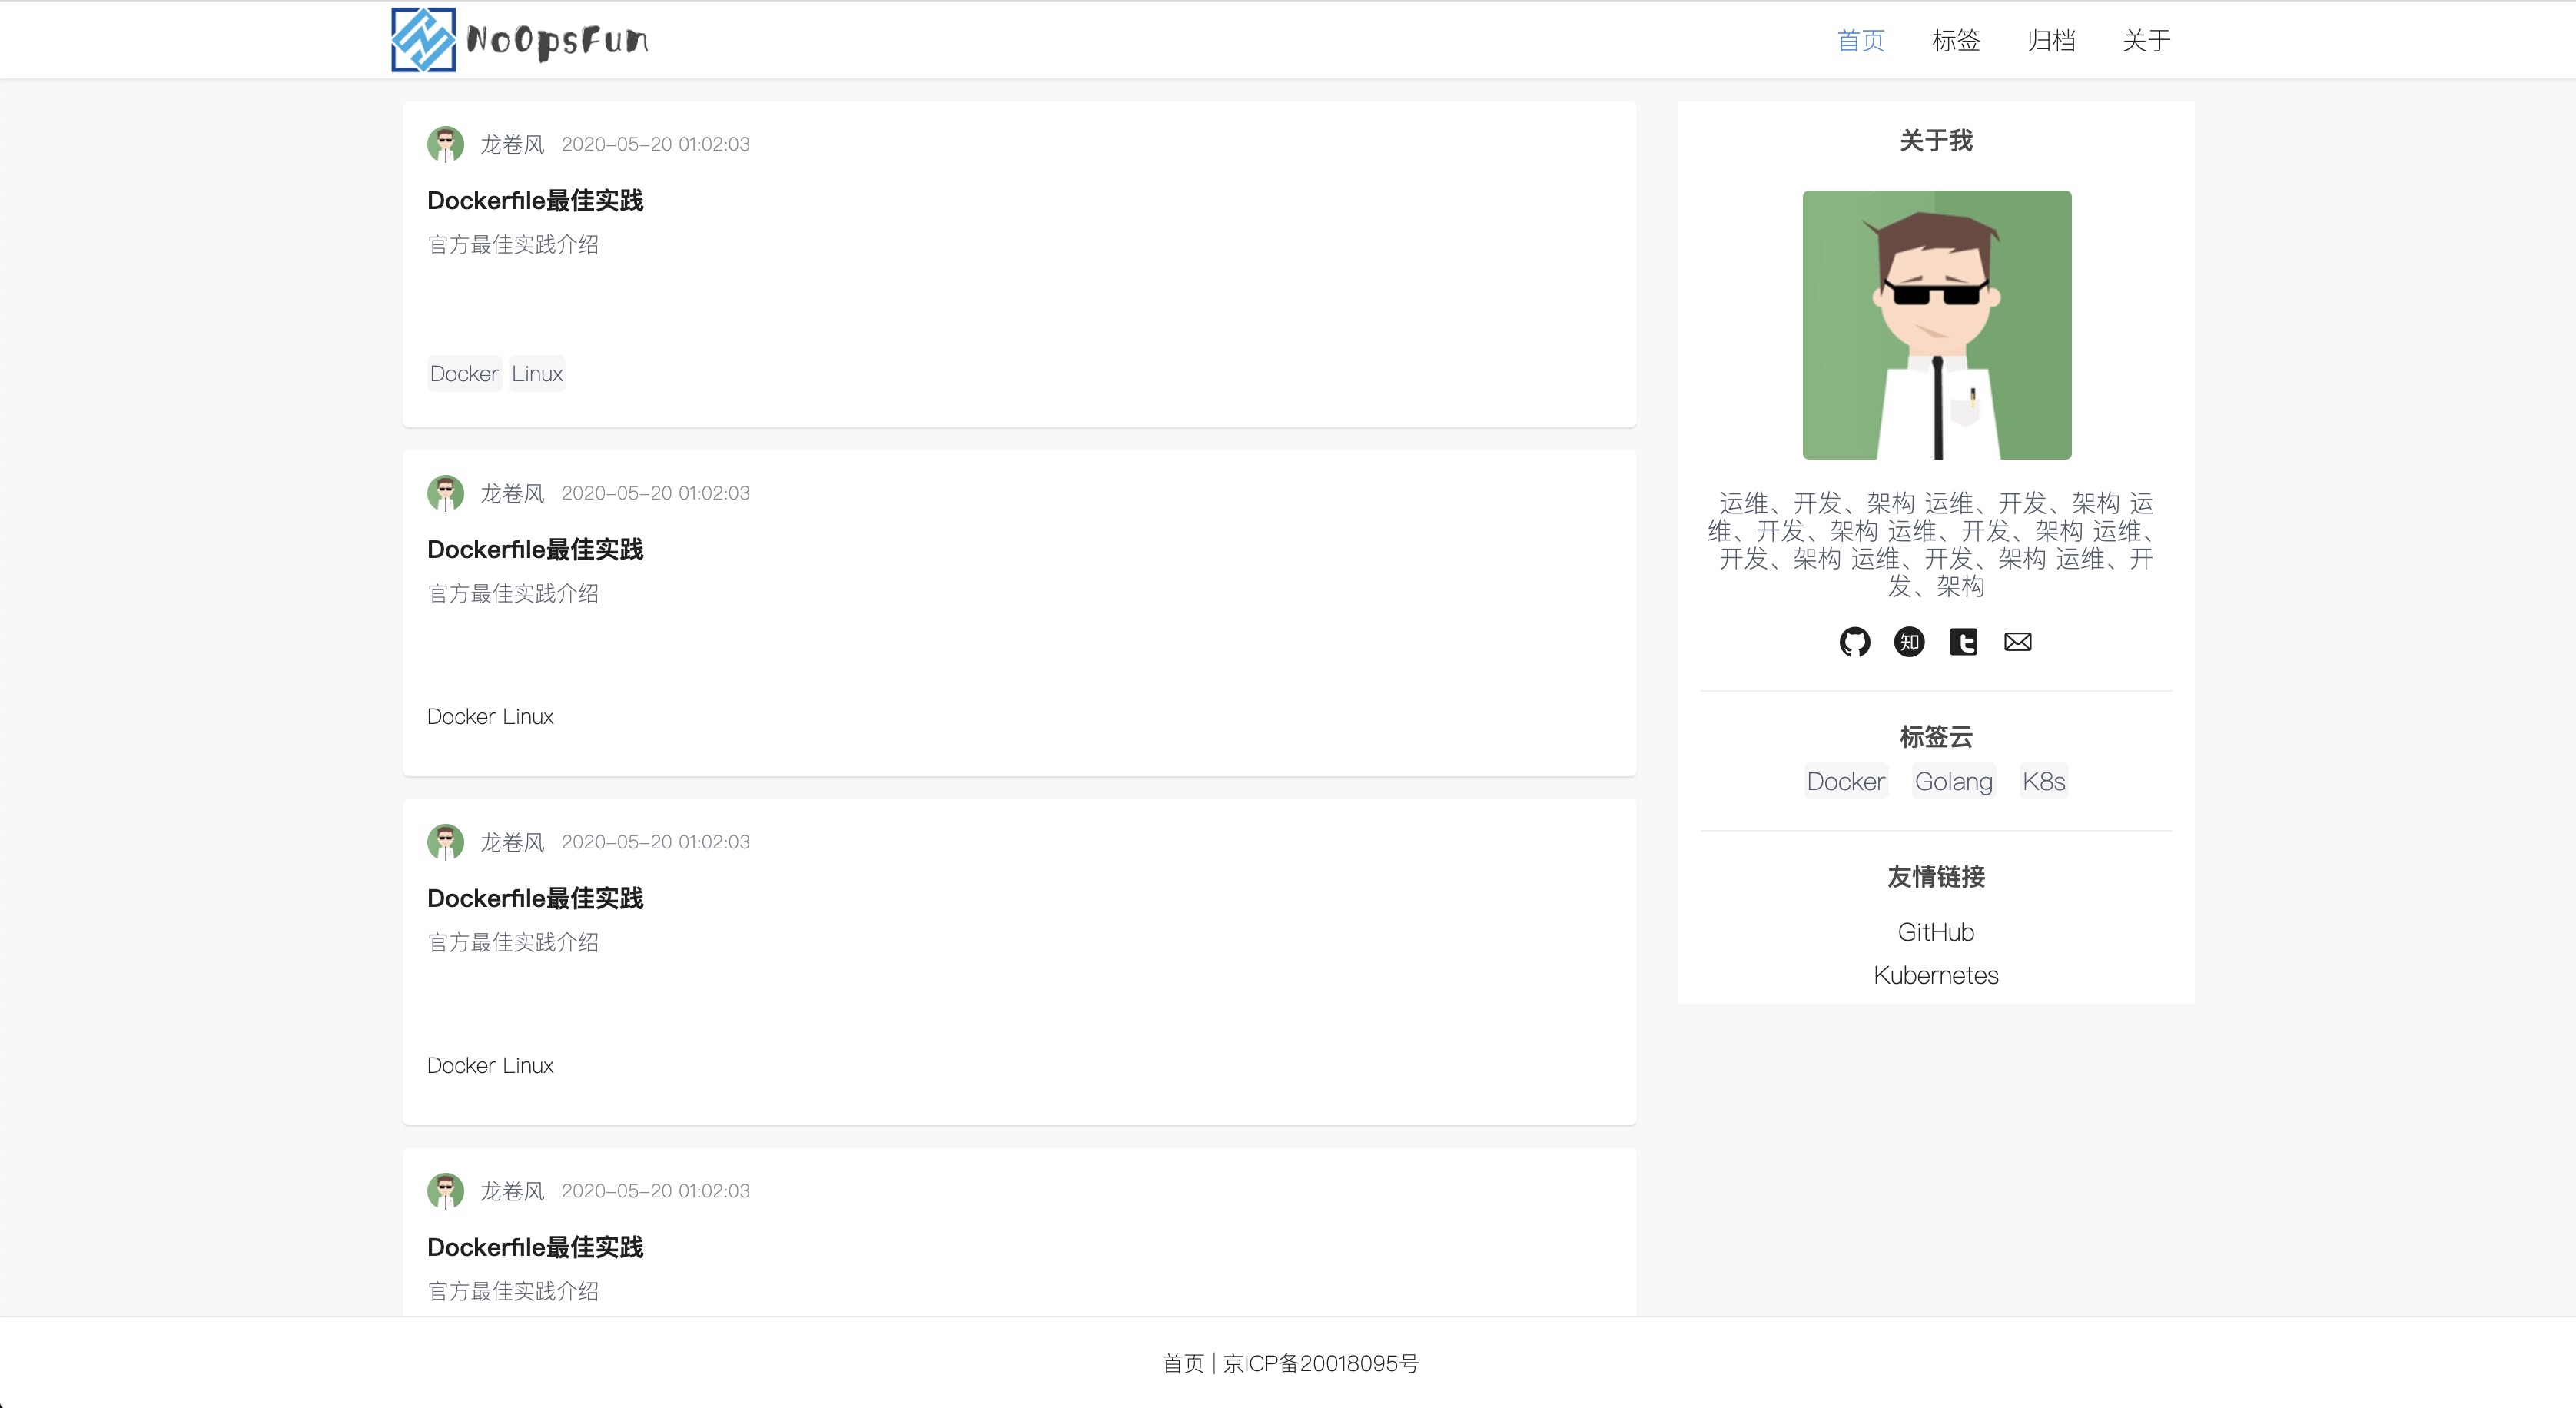 NoOpsFun
首页 标签 归档 关于
龙卷风 2020-05-20 01:02:03
Dockerfile最佳实践
官方最佳实践介绍
Docker Linux
龙卷风 2020-05-20 01:02:03
Dockerfile最佳实践
官方最佳实践介绍
Docker Linux
龙卷风 2020-05-20 01:02:03
Dockerfile最佳实践
官方最佳实践介绍
Docker Linux
龙卷风 2020-05-20 01:02:03
Dockerfile最佳实践
官方最佳实践介绍
关于我
运维、开发、架构 运维、开发、架构 运
维、开发、架构 运维、开发、架构 运维、
开发、架构 运维、开发、架构 运维、开
发、架构
知 t
标签云
Docker Golang K8s
友情链接
GitHub
Kubernetes
首页 | 京ICP备20018095号